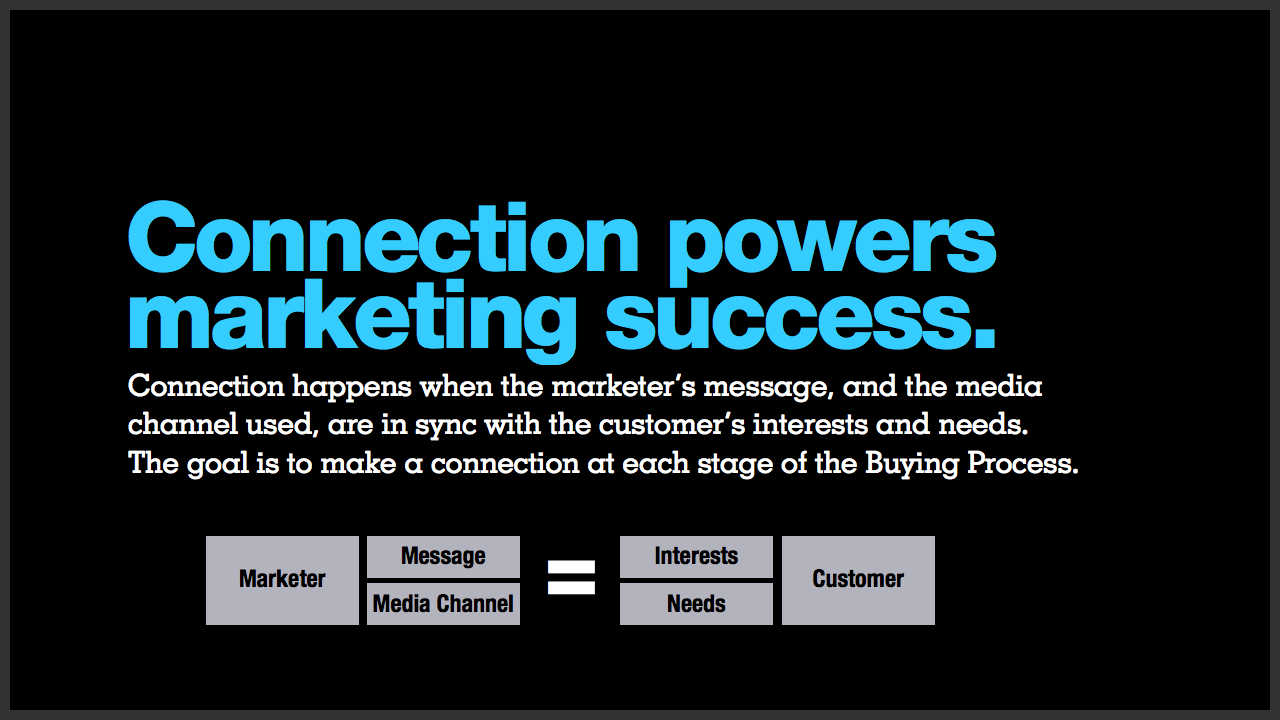 Connection powers
marketing success.
Connection happens when the marketer’s message, and the media
channel used, are in sync with the customer’s interests and needs.
The goal is to make a connection at each stage of the Buying Process.
Marketer
Message
Media Channel
=
Interests
Needs
Customer